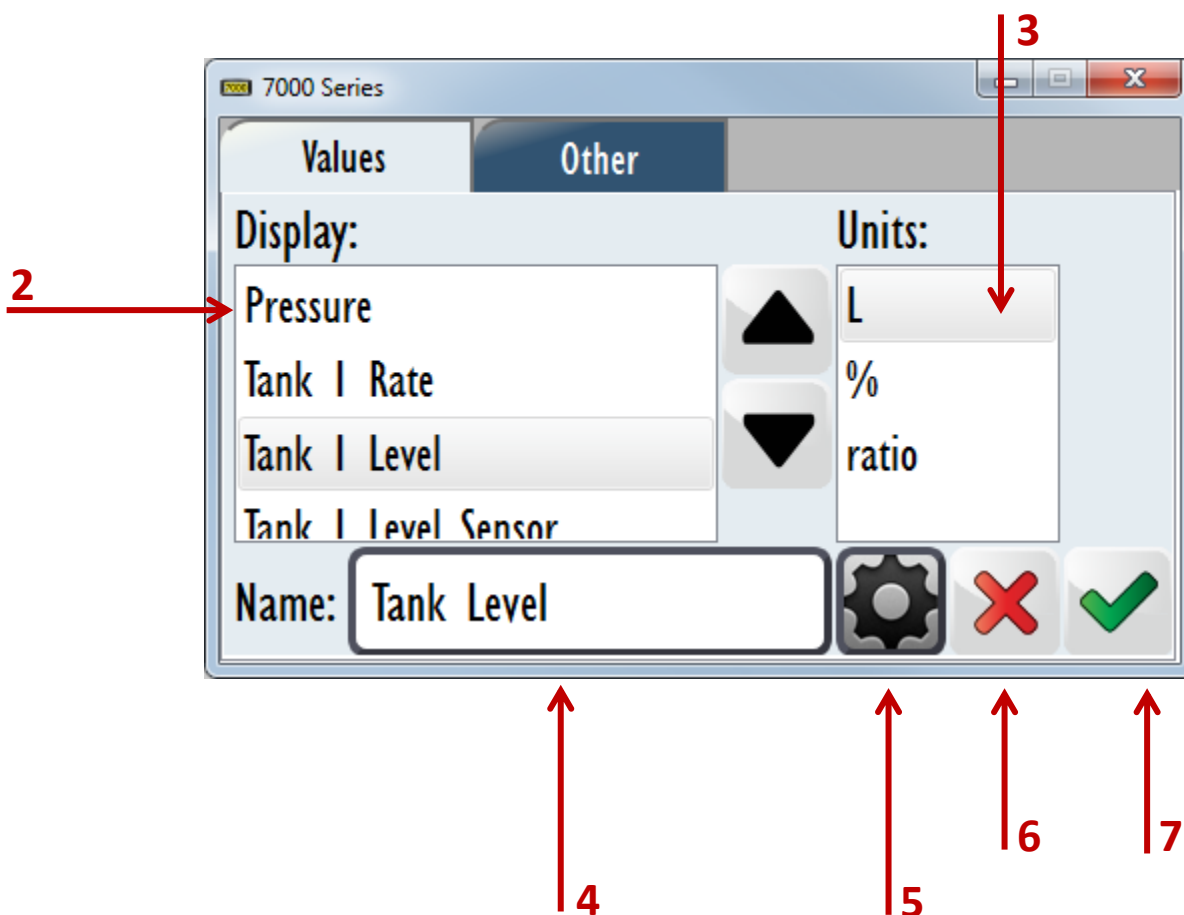 3
7000 Series
Values Other
Display: Units:
2
Pressure L
Tank 1 Rate %
Tank 1 Level ratio
Tank 1 Level Sensor
Name: Tank Level
6 7
4 5